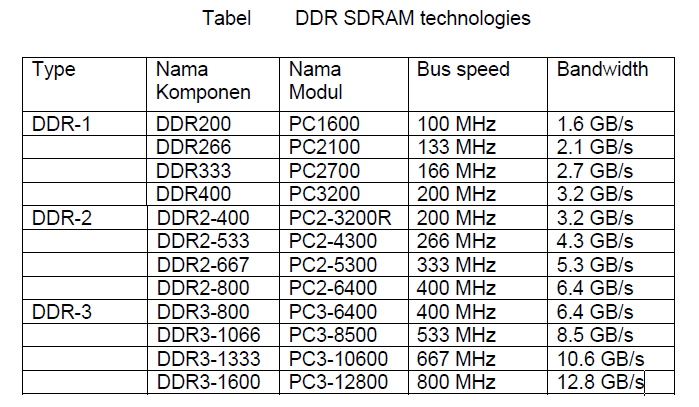 Tabel DDR SDRAM technologies
Type Nama Komponen Nama Modul Bus speed Bandwidth
DDR-1 DDR200 PC1600 100 MHz 1.6 GB/s
DDR266 PC2100 133 MHz 2.1 GB/s
DDR333 PC2700 166 MHz 2.7 GB/s
DDR400 PC3200 200 MHz 3.2 GB/s
DDR-2 DDR2-400 PC2-3200R 200 MHz 3.2 GB/s
DDR2-533 PC2-4300 266 MHz 4.3 GB/s
DDR2-667 PC2-5300 333 MHz 5.3 GB/s
DDR2-800 PC2-6400 400 MHz 6.4 GB/s
DDR-3 DDR3-800 PC3-6400 400 MHz 6.4 GB/s
DDR3-1066 PC3-8500 533 MHz 8.5 GB/s
DDR3-1333 PC3-10600 667 MHz 10.6 GB/s
DDR3-1600 PC3-12800 800 MHz 12.8 GB/s